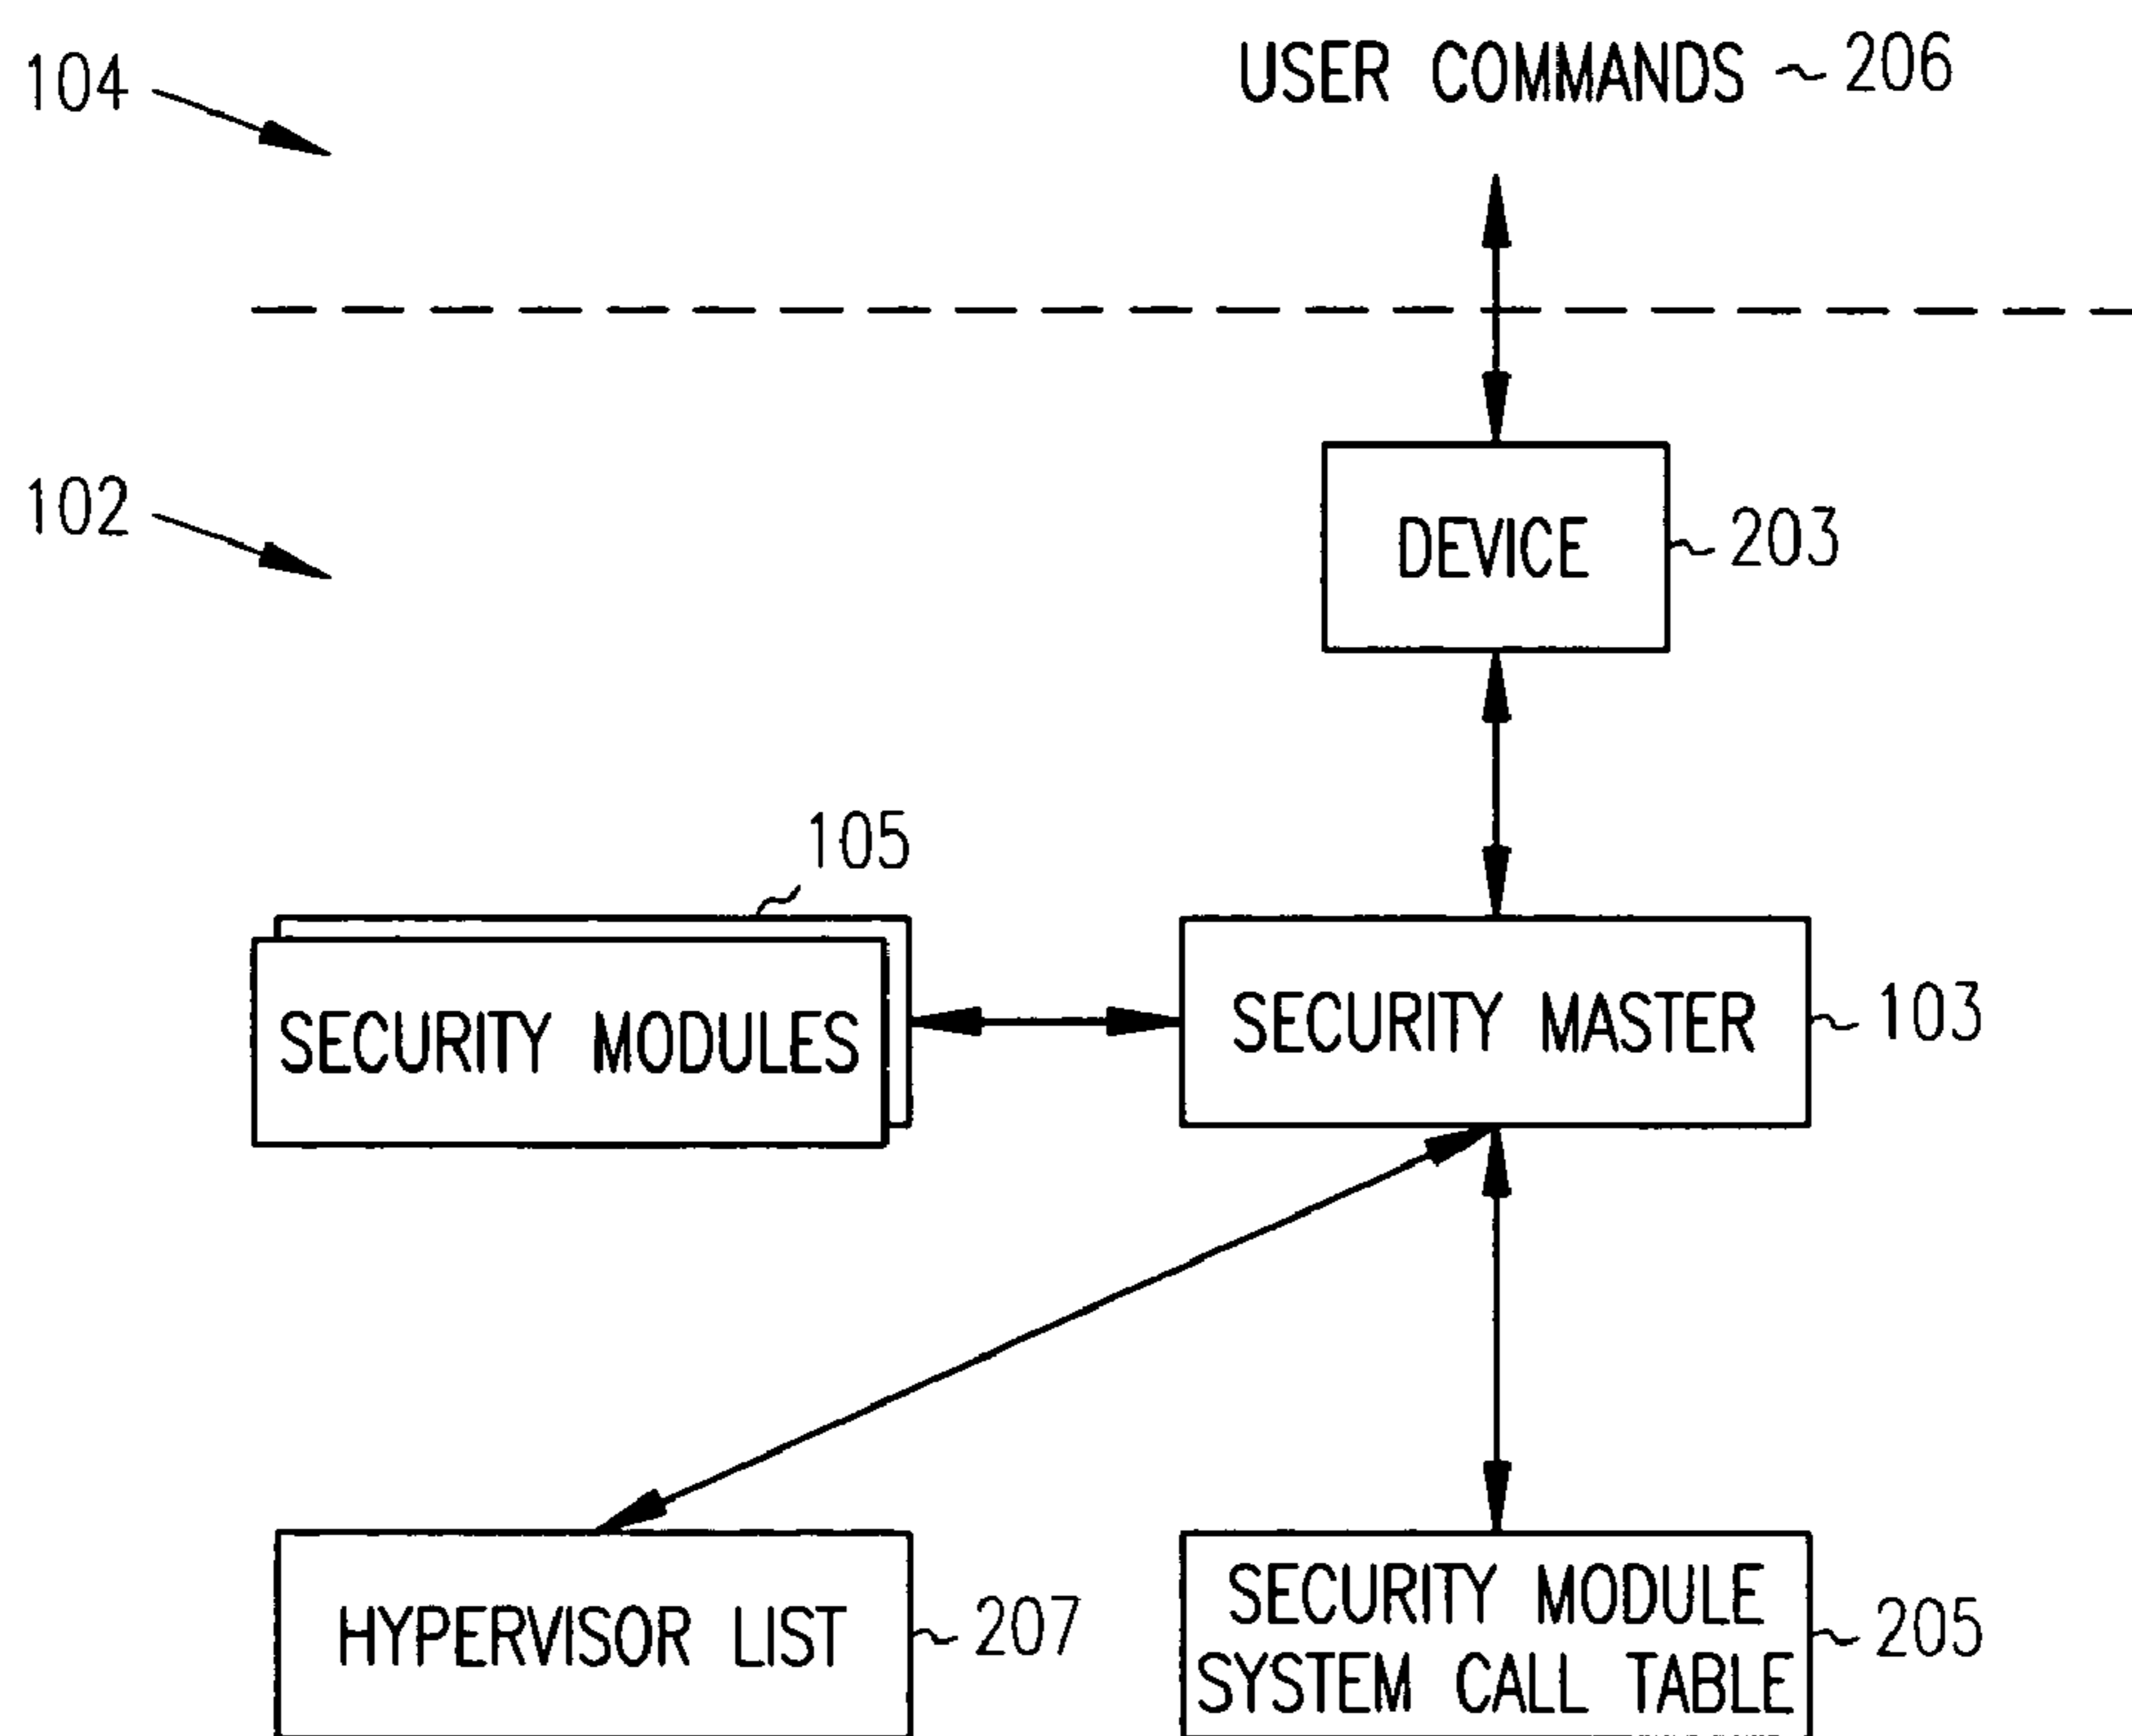 104
USER COMMANDS 206
102
DEVICE 203
105
SECURITY MODULES
SECURITY MASTER 103
HYPERVISOR LIST 207
SECURITY MODULE
SYSTEM CALL TABLE
205